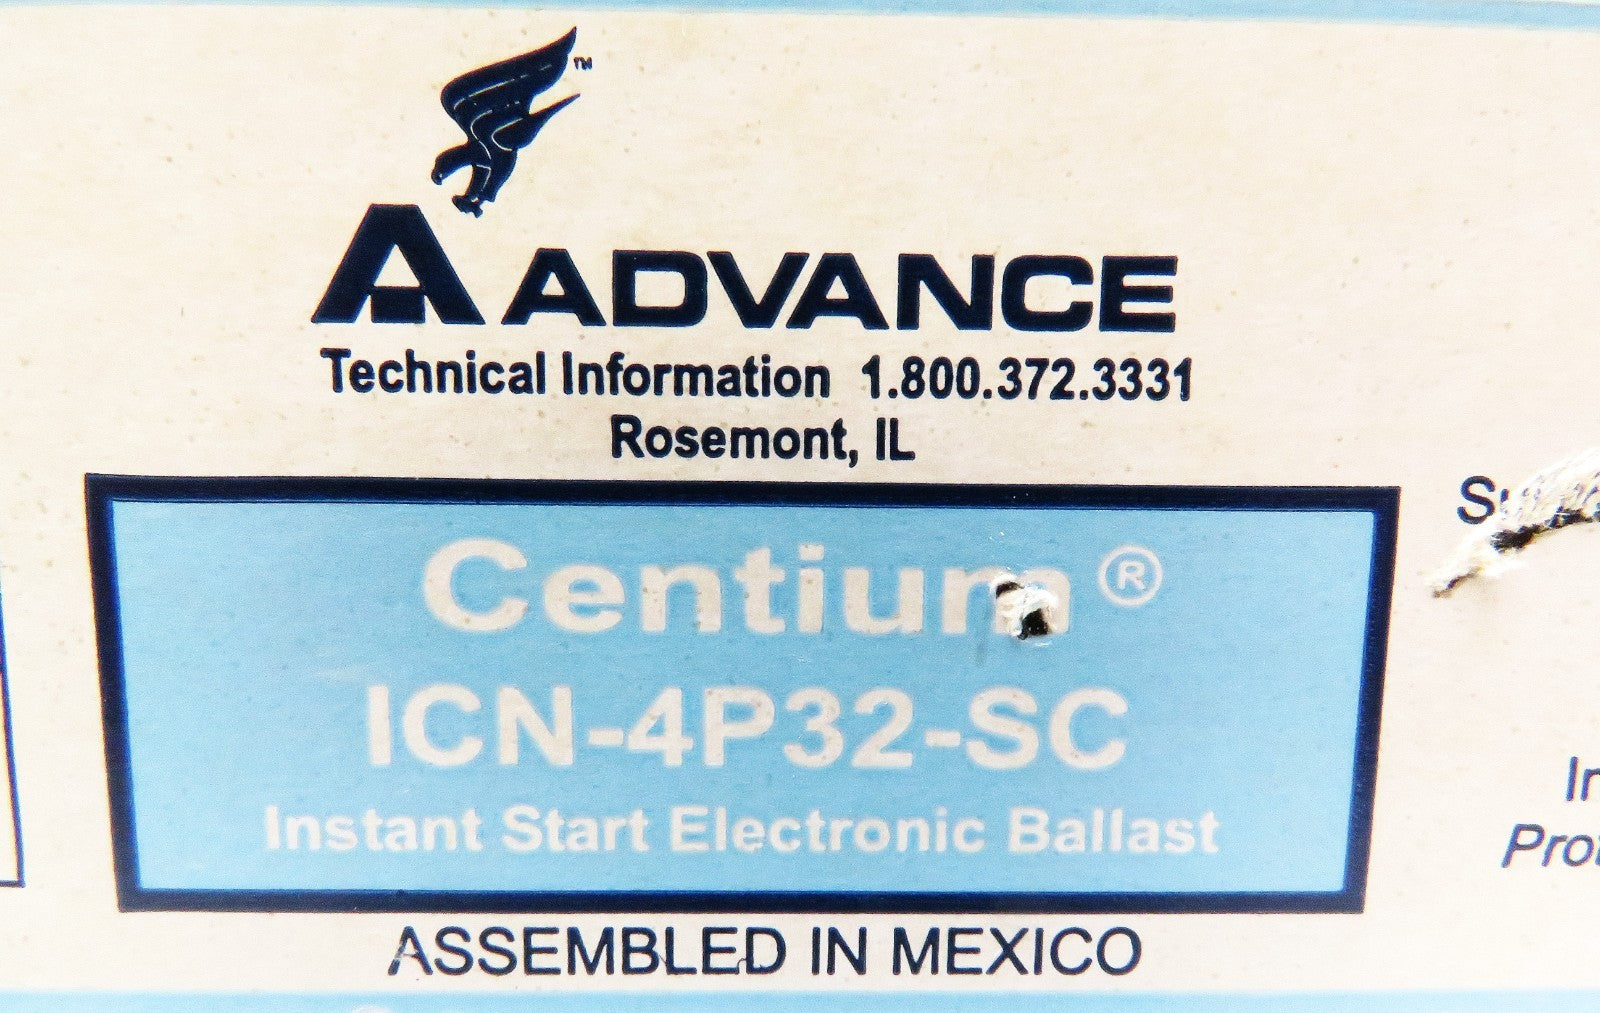 ™
ADVANCE
Technical Information 1.800.372.3331
Rosemont, IL
Centium®
ICN-4P32-SC
Instant Start Electronic Ballast
ASSEMBLED IN MEXICO